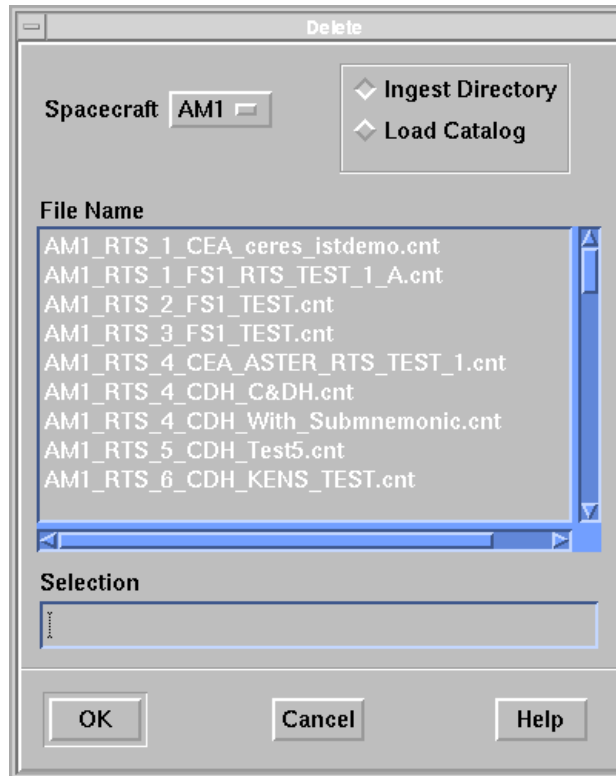 Delete
Spacecraft AM1
Ingest Directory
Load Catalog
File Name
AM1_RTS_1_CEA_ceres_istdemo.cnt
AM1_RTS_1_FS1_RTS_TEST_1_A.cnt
AM1_RTS_2_FS1_TEST.cnt
AM1_RTS_3_FS1_TEST.cnt
AM1_RTS_4_CEA_ASTER_RTS_TEST_1.cnt
AM1_RTS_4_CDH_C&DH.cnt
AM1_RTS_4_CDH_With_Submnemonic.cnt
AM1_RTS_5_CDH_Test5.cnt
AM1_RTS_6_CDH_KENS_TEST.cnt
Selection
OK Cancel Help